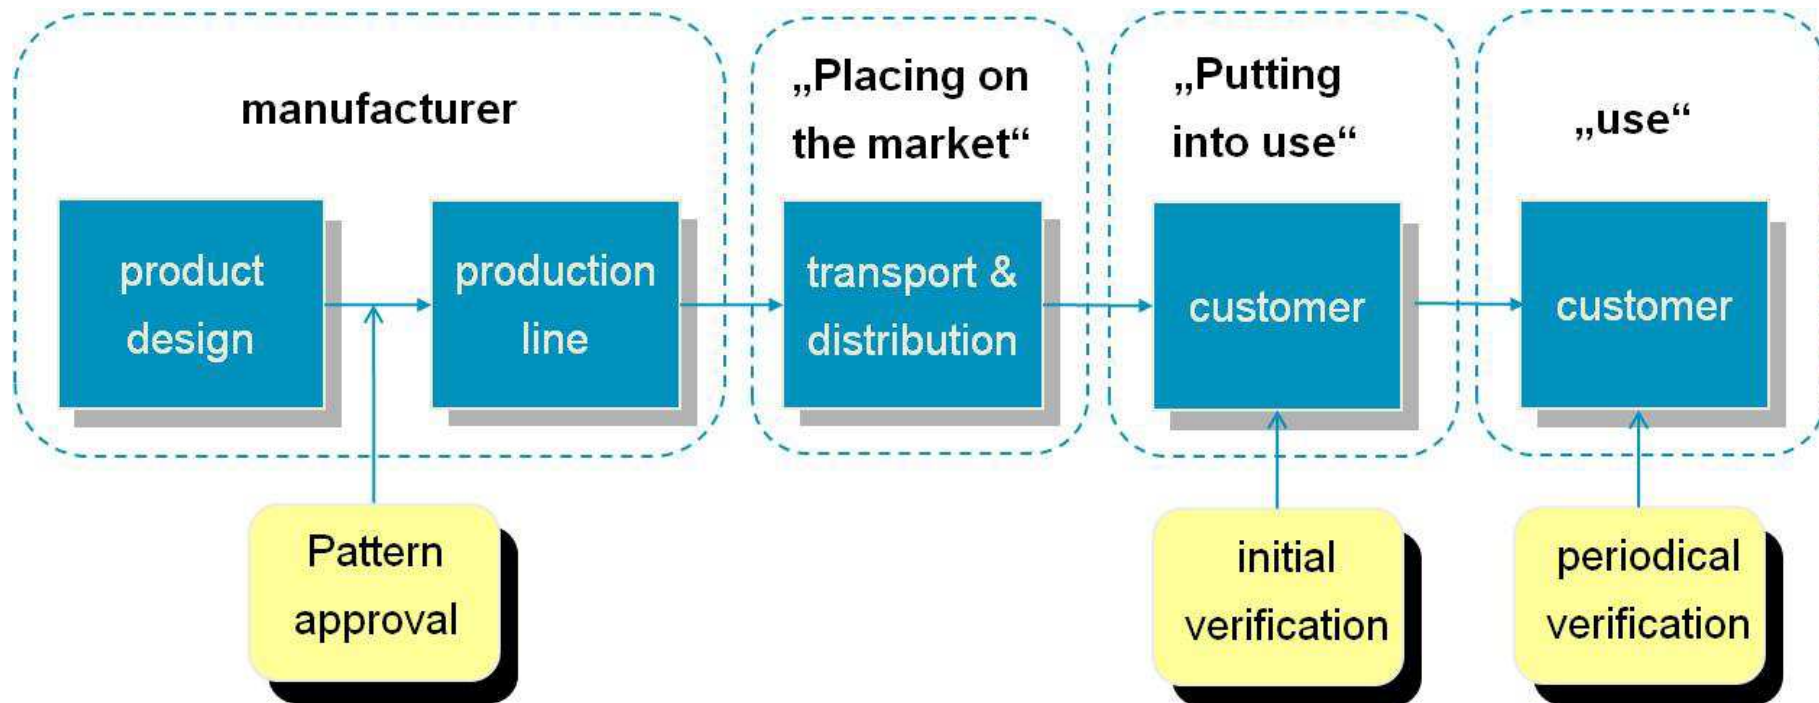 manufacturer
„Placing on
the market“
„Putting
into use“
„use“
product
design
production
line
transport &
distribution
customer
customer
Pattern
approval
initial
verification
periodical
verification